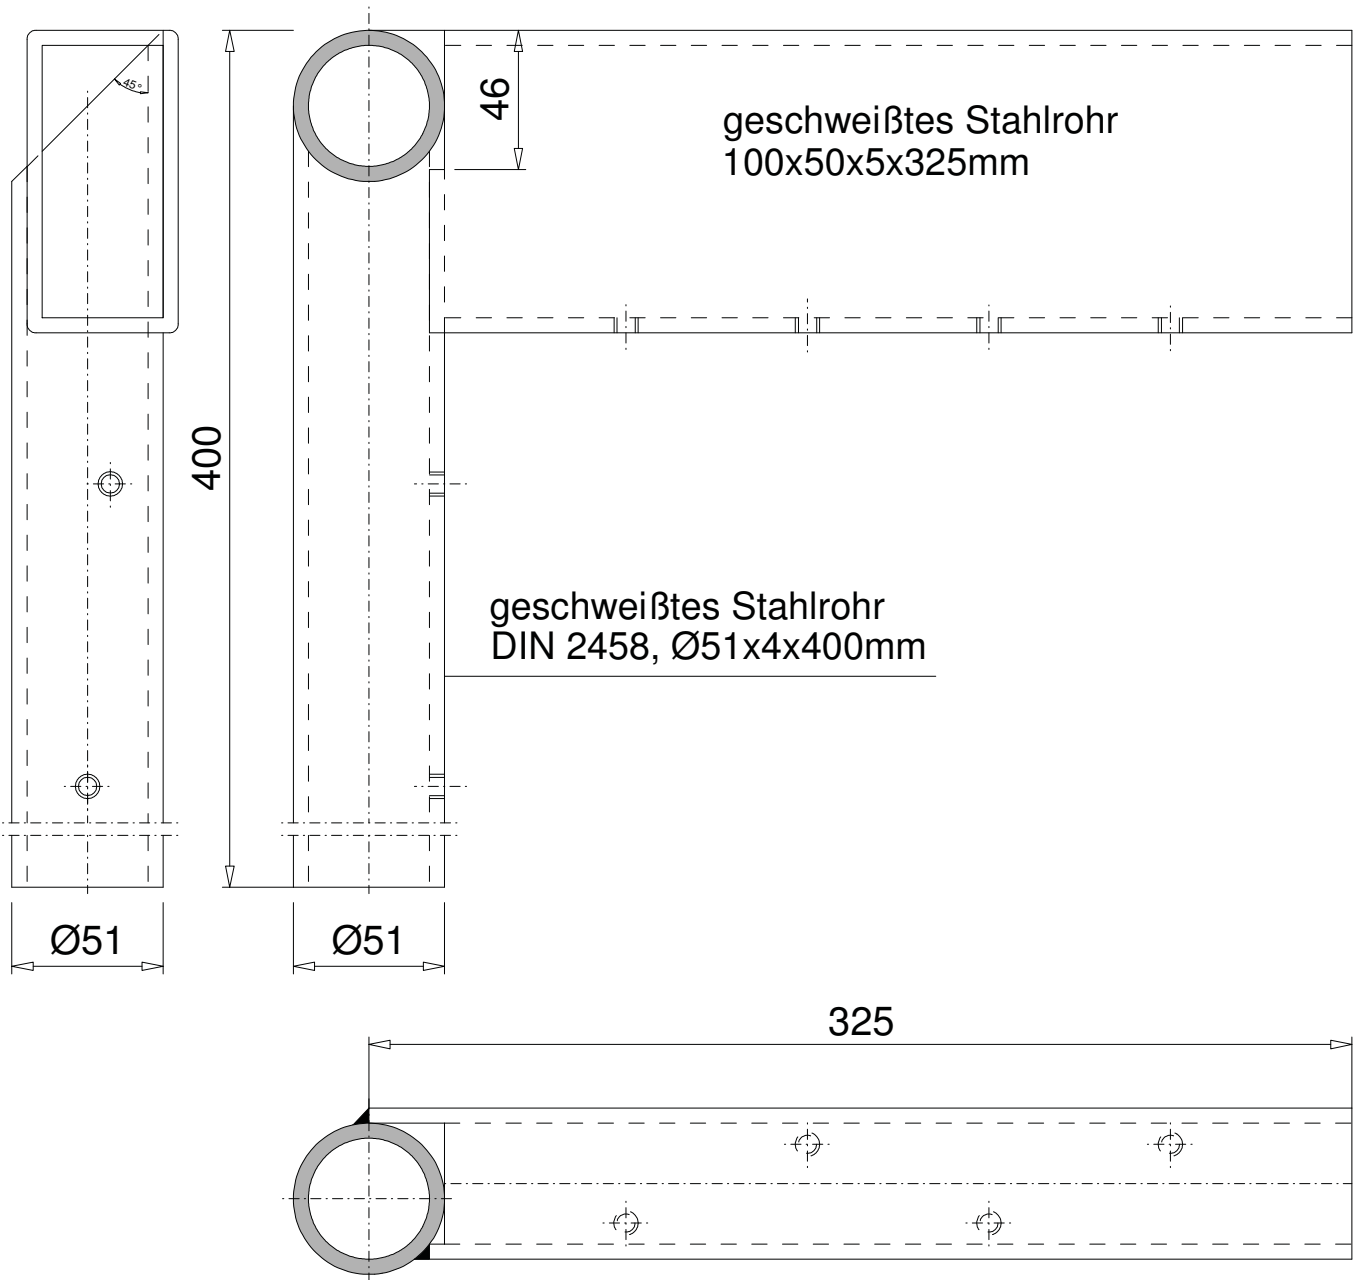 45°
46
geschweißtes Stahlrohr
100x50x5x325mm
400
geschweißtes Stahlrohr
DIN 2458, Ø51x4x400mm
Ø51
Ø51
325